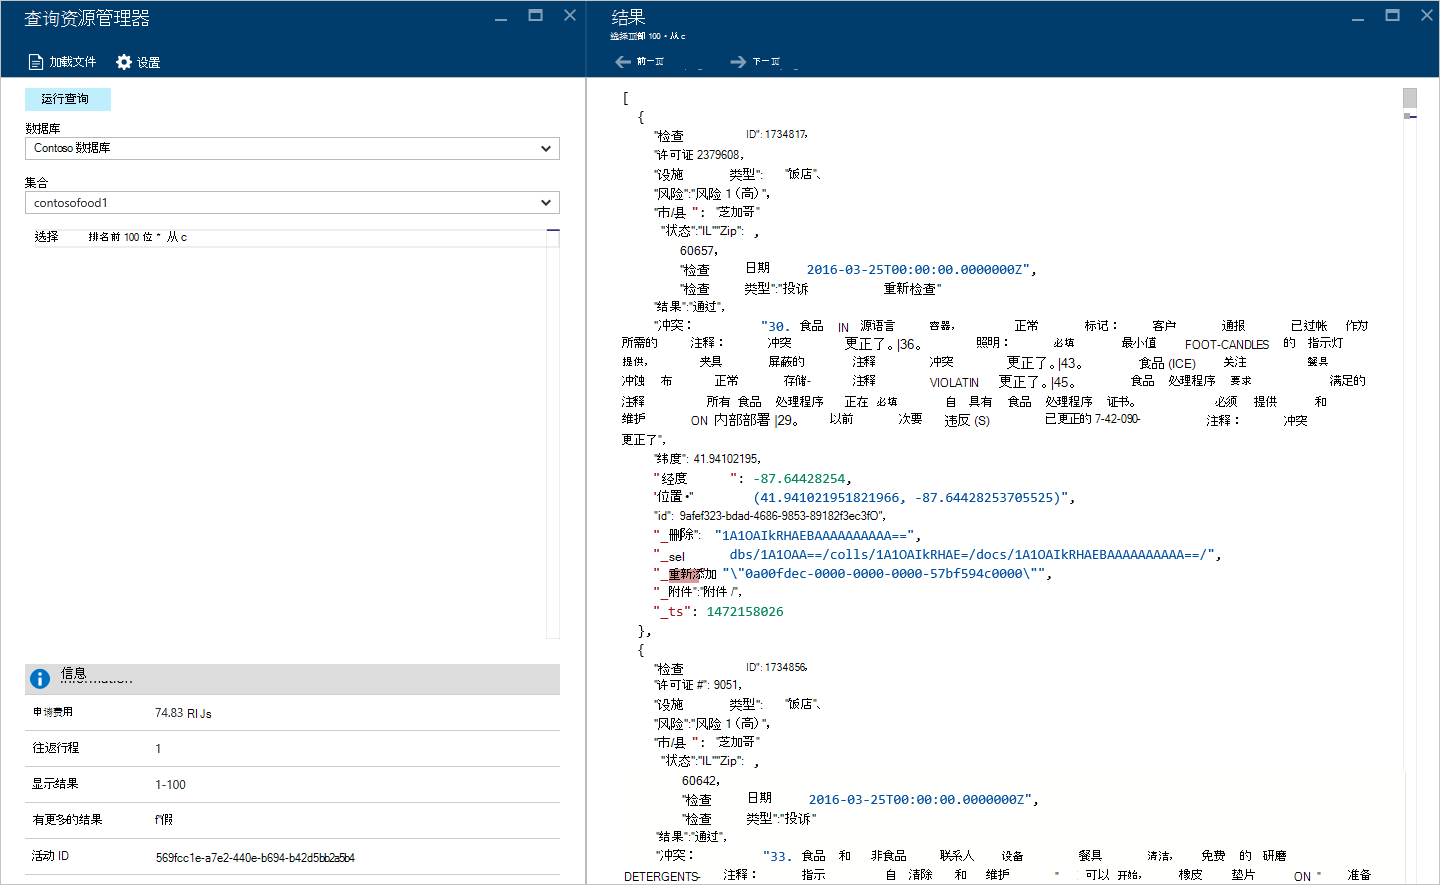 查询资源管理器
加载文件 设置
运行查询
数据库
Contoso 数据库
集合
contosofood1
选择 排名前 100 位 * 从 c
信息
申请费用 74.83
往返行程 1
显示结果 1-100
有更多的结果
活动 ID 569fcc1e-a7e2-440e-b694-b42d5bb2a5b4
结果
选择顶部 100 * 从 c
前一页 下一页
[
{
"检查 ID": 1734817,
"许可证 2379608,
"设施 类型": "饭店"、
"风险":"风险 1 (高) ",
"市/县 ": "芝加哥"
"状态":"IL""Zip": ,
60657,
"检查 日期 2016-03-25T00:00:00.0000000Z",
"检查 类型":"投诉 重新检查"
"结果":"通过",
"冲突: "30. 食品 IN 源语言 容器, 正常 标记: 客户 通报 已过帐 作为
所需的 注释: 冲突 更正了。|36。 照明: 必填 最小值 FOOT-CANDLES 的 指示灯
提供, 夹具 屏蔽的 注释 冲突 更正了。|43。 食品 (ICE) 关注 餐具
冲蚀 布 正常 存储- 注释 VIOLATIN 更正了。|45。 食品 处理程序 要求 满足的
注释 所有 食品 处理程序 正在 必填 自 具有 食品 处理程序 证书。 必须 提供 和
维护 ON 内部部署 |29。 以前 次要 违反 (S) 已更正的 7-42-090- 注释: 冲突
更正了",
"纬度": 41.94102195,
"经度 ": -87.64428254,
"位置 •" (41.941021951821966, -87.64428253705525)",
"id": 9afef323-bdad-4686-9853-89182f3ec3fO",
"_删除": "1A1OAIkRHAEBAAAAAAAAAA==",
"_sel dbs/1A1OAA==/colls/1A1OAIkRHAE=/docs/1A1OAIkRHAEBAAAAAAAAAA==/",
"_重新添加 "\"0a00fdec-0000-0000-0000-57bf594c0000\"",
"_附件":"附件 /",
"_ts": 1472158026
},
{
"检查 ID": 1734856,
"许可证 #": 9051,
"设施 类型": "饭店"、
"风险":"风险 1 (高) ",
"市/县 ": "芝加哥"
"状态":"IL""Zip": ,
60642,
"检查 日期 2016-03-25T00:00:00.0000000Z",
"检查 类型":"投诉"
"结果":"通过",
"冲突: "33. 食品 和 非食品 联系人 设备 餐具 清洁, 免费 的 研磨
DETERGENTS- 注释: 指示 自 清除 和 维护 " 可以 开始, 橡皮 垫片 ON " 准备